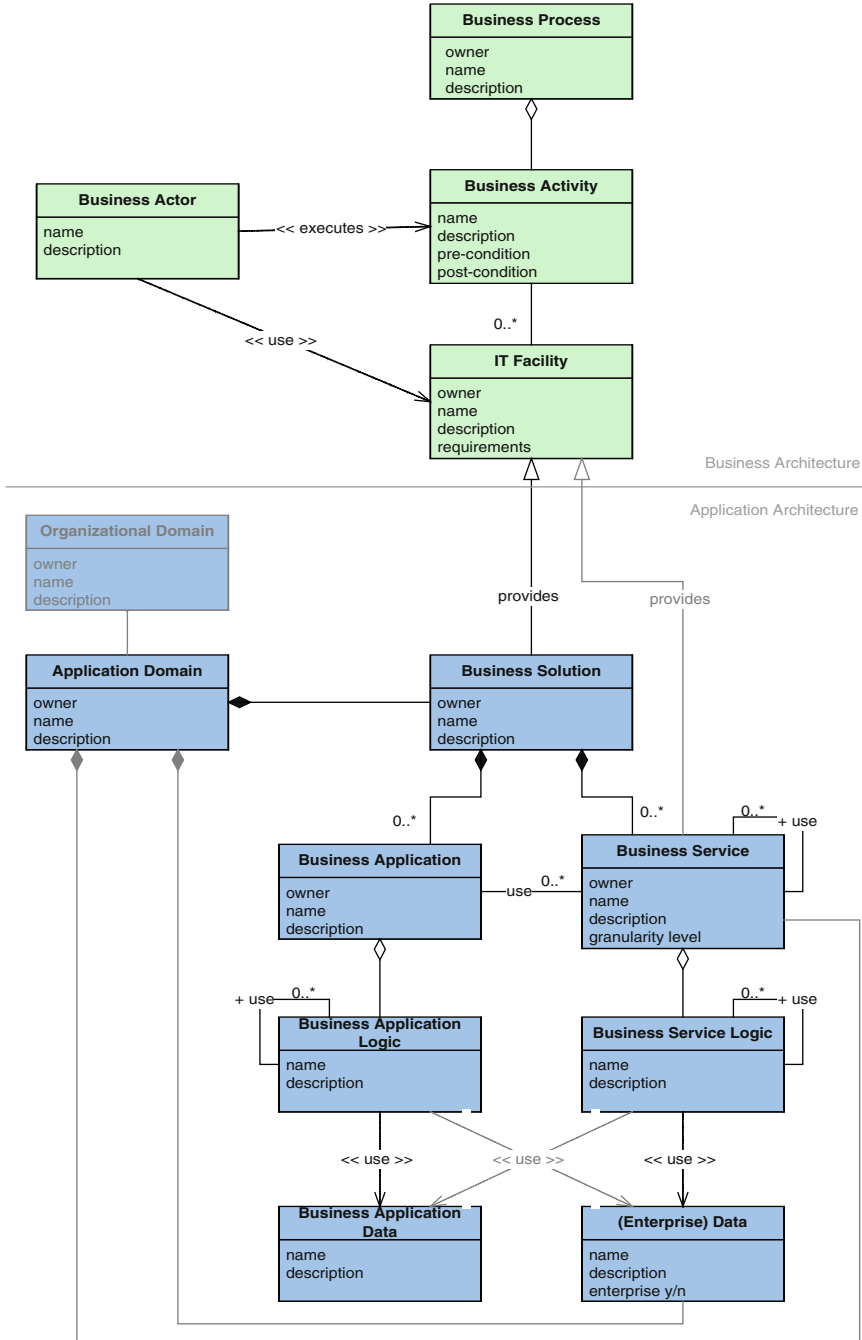 Business Process
owner
name
description
Business Actor
name
description
<< executes >>
Business Activity
name
description
pre-condition
post-condition
0..*
<< use >>
IT Facility
owner
name
description
requirements
Business Architecture
Application Architecture
Organizational Domain
owner
name
description
provides
provides
Application Domain
owner
name
description
Business Solution
owner
name
description
0..*
0..*
0..*
+ use
Business Application
owner
name
description
use
0..*
Business Service
owner
name
description
granularity level
+ use
0..*
Business Application
Logic
name
description
0..*
+ use
Business Service Logic
name
description
<< use >>
<< use >>
<< use >>
Business Application
Data
name
description
(Enterprise) Data
name
description
enterprise y/n